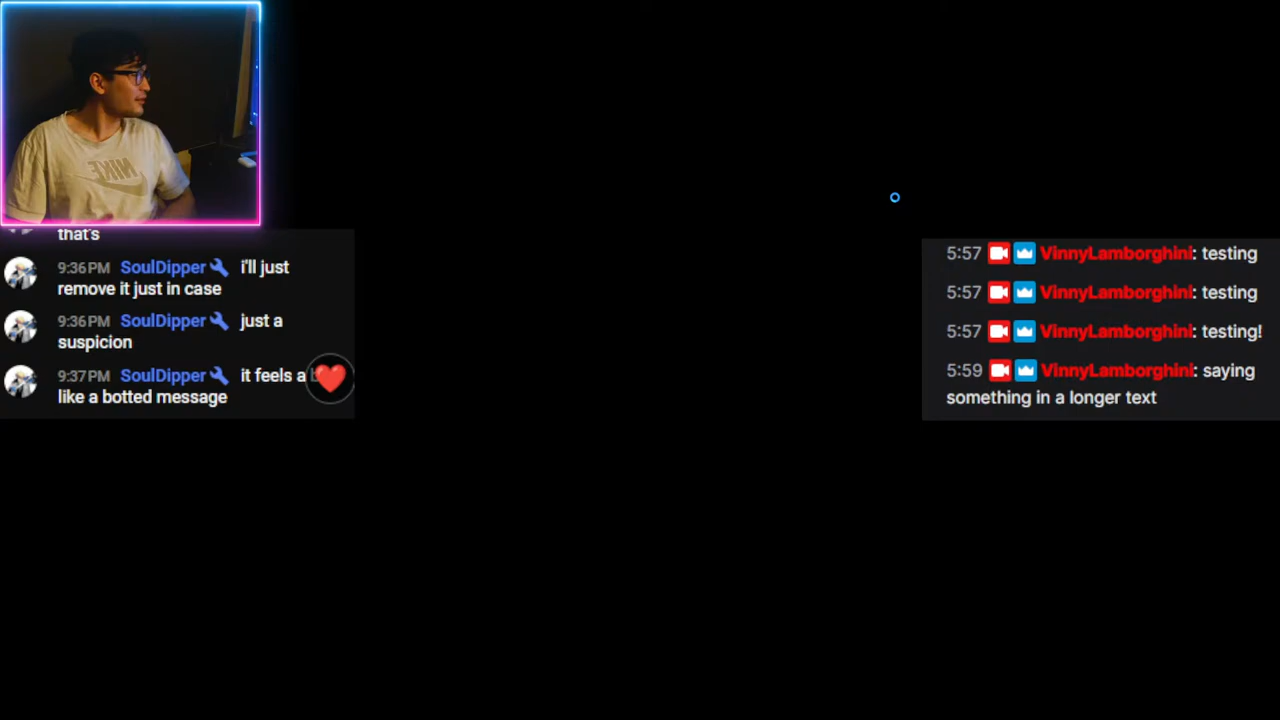 NIKE
that's
9:36PM SoulDipper i'll just
remove it just in case
9:36PM SoulDipper just a
suspicion
9:37PM SoulDipper it feels a
like a botted message
5:57 VinnyLamborghini: testing
5:57 VinnyLamborghini: testing
5:57 VinnyLamborghini: testing!
5:59 VinnyLamborghini: saying
something in a longer text